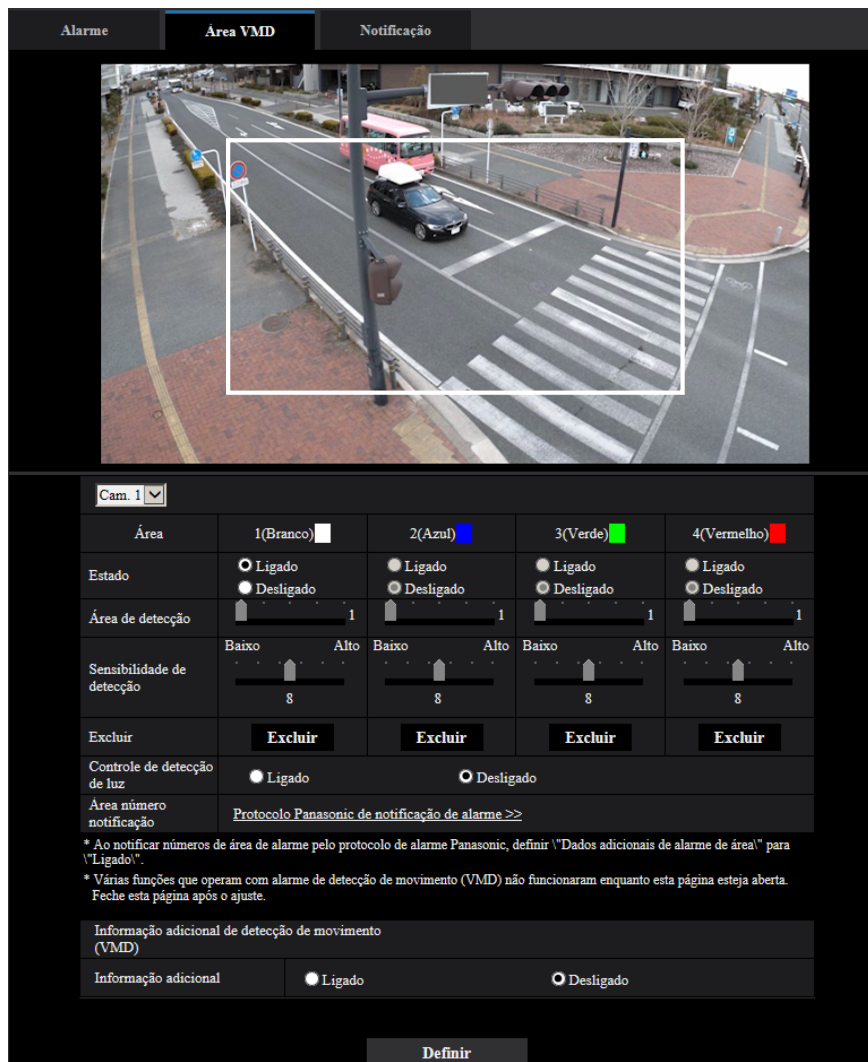 Alarme Área VMD Notificação
Cam. 1
Área 1(Branco) 2(Azul) 3(Verde) 4(Vermelho)
Estado Ligado Ligado Ligado Ligado
Desligado Desligado Desligado Desligado
Área de detecção 1 1 1 1
Baixo Alto Baixo Alto Baixo Alto Baixo Alto
Sensibilidade de
detecção
8 8 8 8
Excluir Excluir Excluir Excluir Excluir
Controle de detecção
de luz Ligado Desligado
Área número
notificação Protocolo Panasonic de notificação de alarme >>
* Ao notificar números de área de alarme pelo protocolo de alarme Panasonic, definir \"Dados adicionais de alarme de área\" para
\"Ligado\".
* Várias funções que operam com alarme de detecção de movimento (VMD) não funcionaram enquanto esta página esteja aberta.
Feche esta página após o ajuste.
Informação adicional de detecção de movimento
(VMD)
Informação adicional Ligado Desligado
Definir